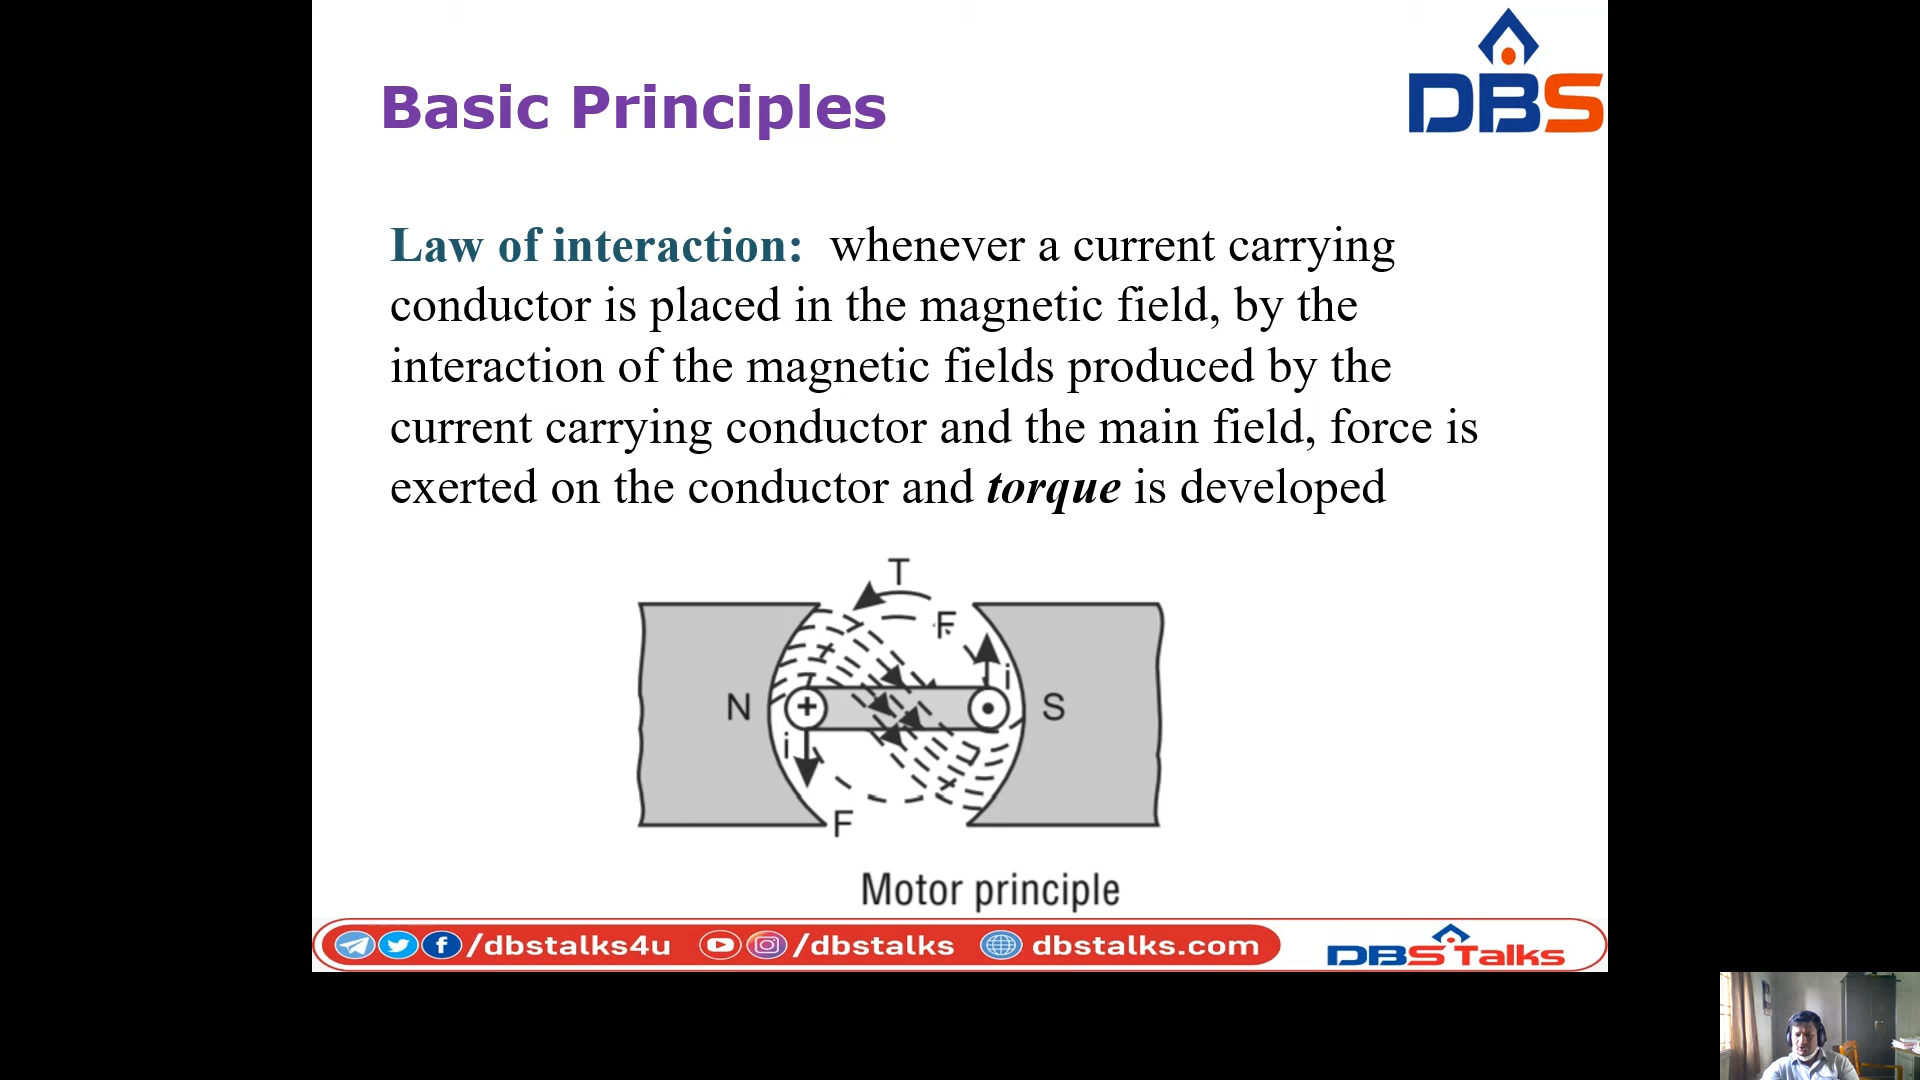 DBS
Basic Principles
Law of interaction: whenever a current carrying
conductor is placed in the magnetic field, by the
interaction of the magnetic fields produced by the
current carrying conductor and the main field, force is
exerted on the conductor and torque is developed
T
F
i
N
+
S
i
F
Motor principle
/dbstalks4u /dbstalks dbstalks.com DBS Talks